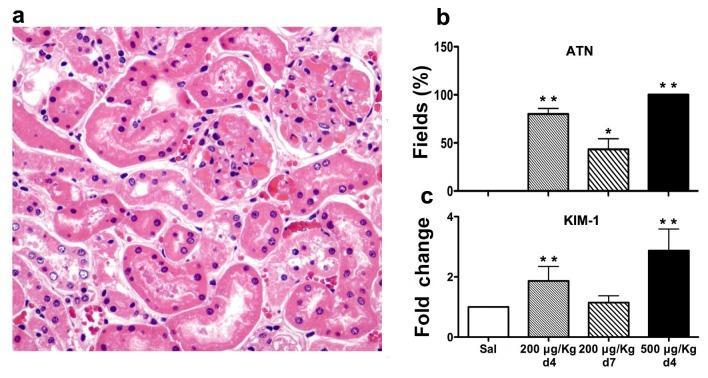 a
b
ATN
Fields (%)
150
100
50
0
* *
*
* *
c
KIM-1
Fold change
4
2
0
* *
* *
Sal
200 µg/Kg
d4
200 µg/Kg
d7
500 µg/Kg
d4